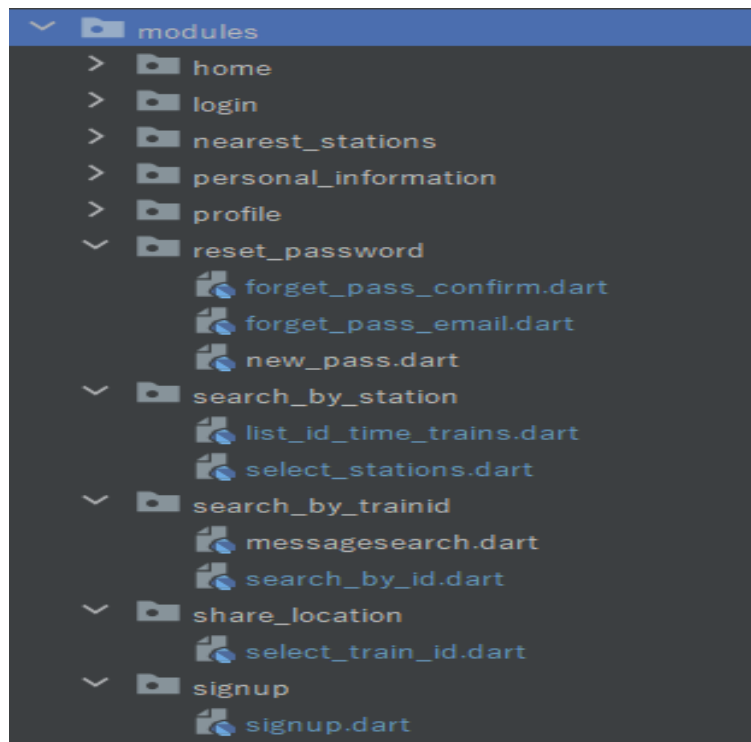 modules
home
login
nearest_stations
personal_information
profile
reset_password
forget_pass_confirm.dart
forget_pass_email.dart
new_pass.dart
search_by_station
list_id_time_trains.dart
select_stations.dart
search_by_trainid
messagesearch.dart
search_by_id.dart
share_location
select_train_id.dart
signup
signup.dart